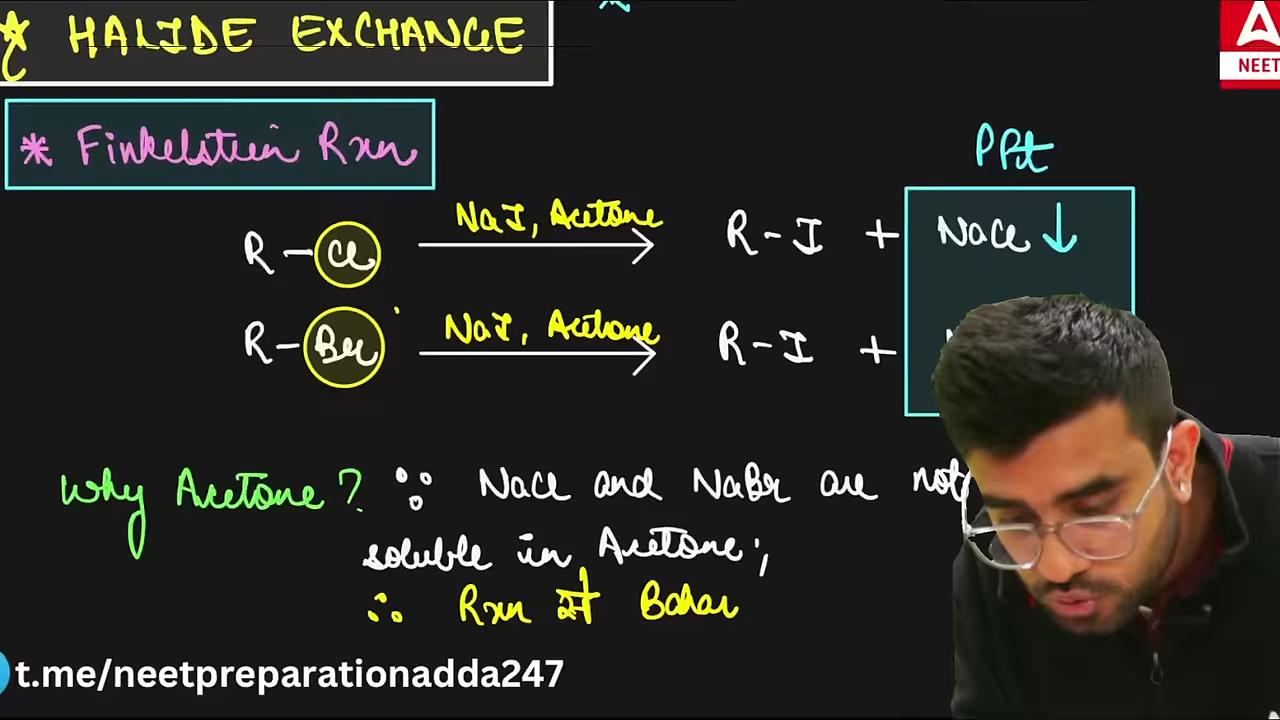 HALIDE EXCHANGE
NEET
* Finkelstein Rxn
PPt
R-Cl NaI, Acetone R-I + NaCl ↓
R-Br NaI, Acetone R-I +
Why Acetone? ∵ NaCl and NaBr are not
soluble in Acetone;
∴ Rxn से Bahar
t.me/neetpreparationadda247